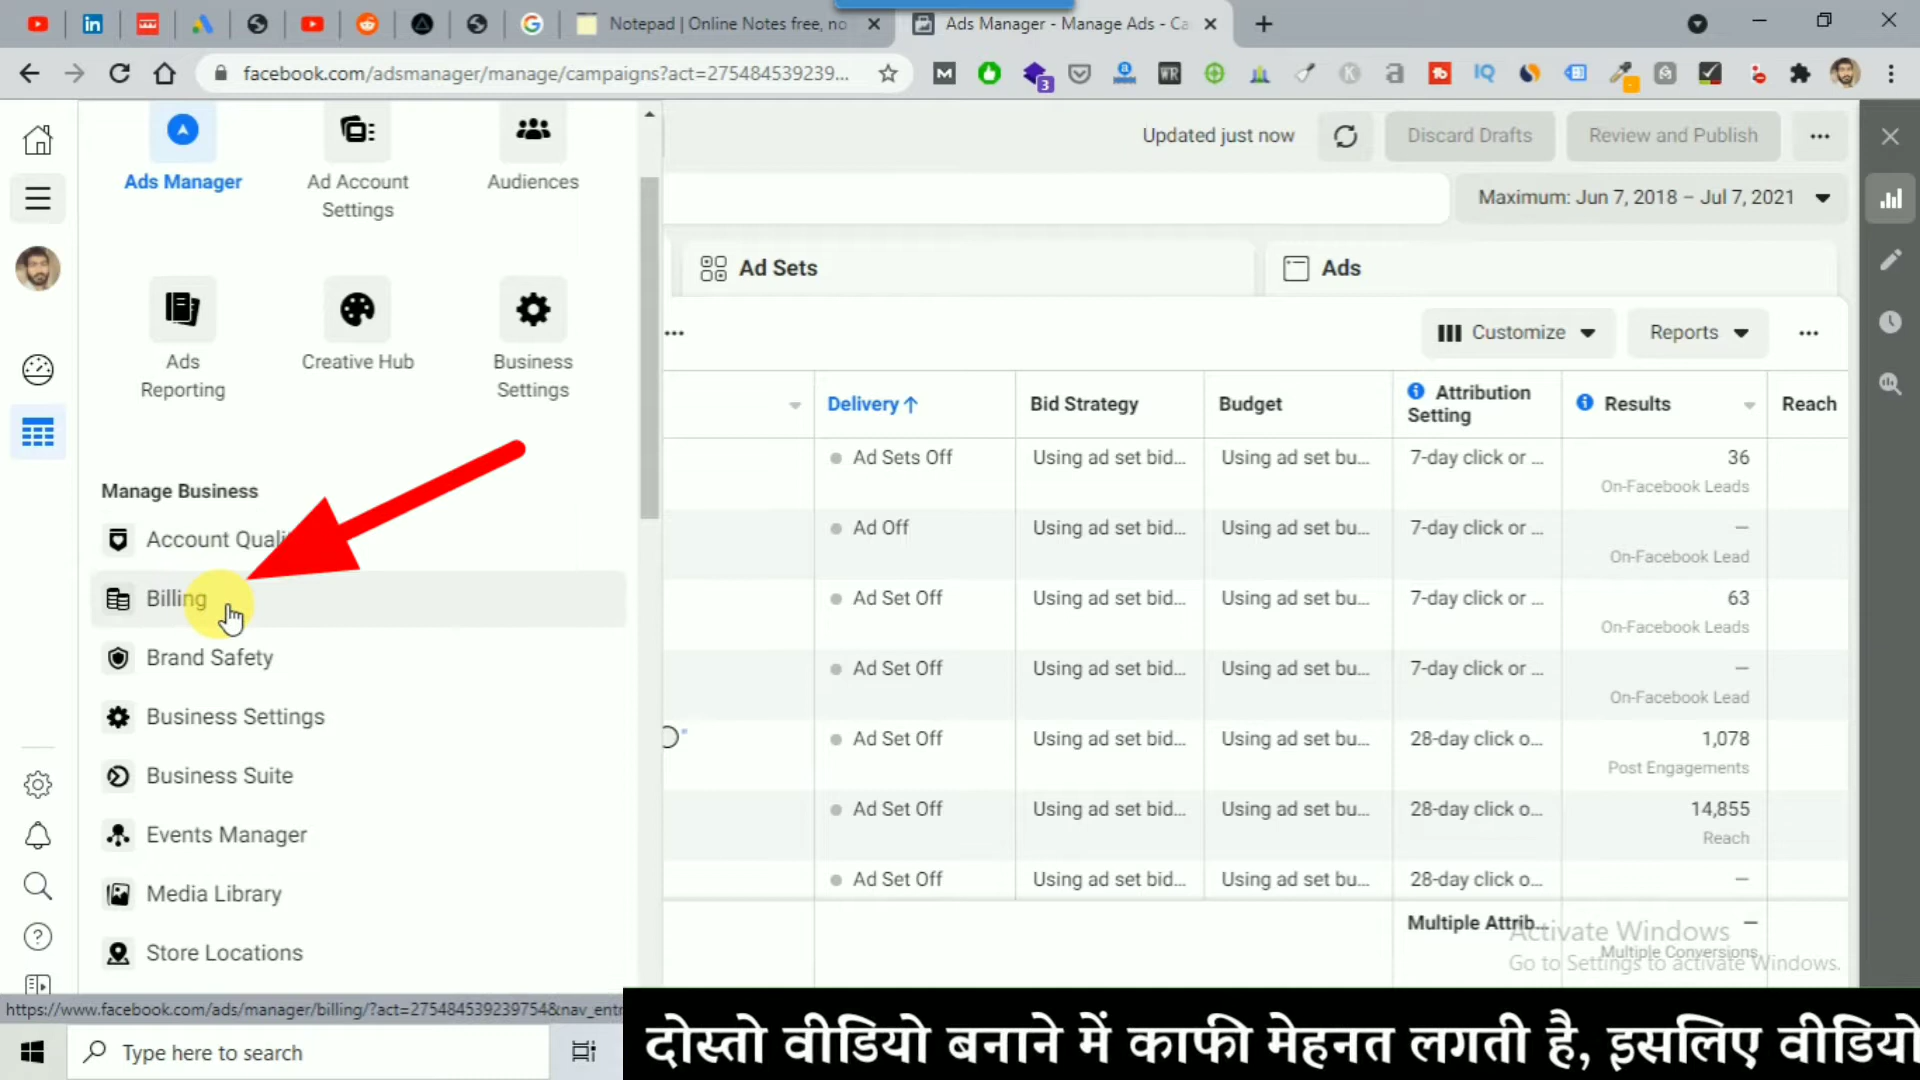 Notepad | Online Notes free, no
Ads Manager - Manage Ads - Ca
facebook.com/adsmanager/manage/campaigns?act=275484539239...
3
Ads Manager
Ad Account Settings
Audiences
Ads Reporting
Creative Hub
Business Settings
Manage Business
Account Quali
Billing
Brand Safety
Business Settings
Business Suite
Events Manager
Media Library
Store Locations
Updated just now
Discard Drafts
Review and Publish
Maximum: Jun 7, 2018 – Jul 7, 2021
Ad Sets
Ads
Customize
Reports
Delivery↑ Bid Strategy Budget Attribution Setting Results Reach
Ad Sets Off Using ad set bid... Using ad set bu... 7-day click or ... 36
On-Facebook Leads
Ad Off Using ad set bid... Using ad set bu... 7-day click or ... —
On-Facebook Lead
Ad Set Off Using ad set bid... Using ad set bu... 7-day click or ... 63
On-Facebook Leads
Ad Set Off Using ad set bid... Using ad set bu... 7-day click or ... —
On-Facebook Lead
Ad Set Off Using ad set bid... Using ad set bu... 28-day click o... 1,078
Post Engagements
Ad Set Off Using ad set bid... Using ad set bu... 28-day click o... 14,855
Reach
Ad Set Off Using ad set bid... Using ad set bu... 28-day click o... —
Multiple Attrib... —
Multiple Conversions
Activate Windows
Go to Settings to activate Windows.
https://www.facebook.com/ads/manager/billing/?act=2754845392397548&nav_entr
Type here to search
दोस्तो वीडियो बनाने में काफी मेहनत लगती है, इसलिए वीडियो